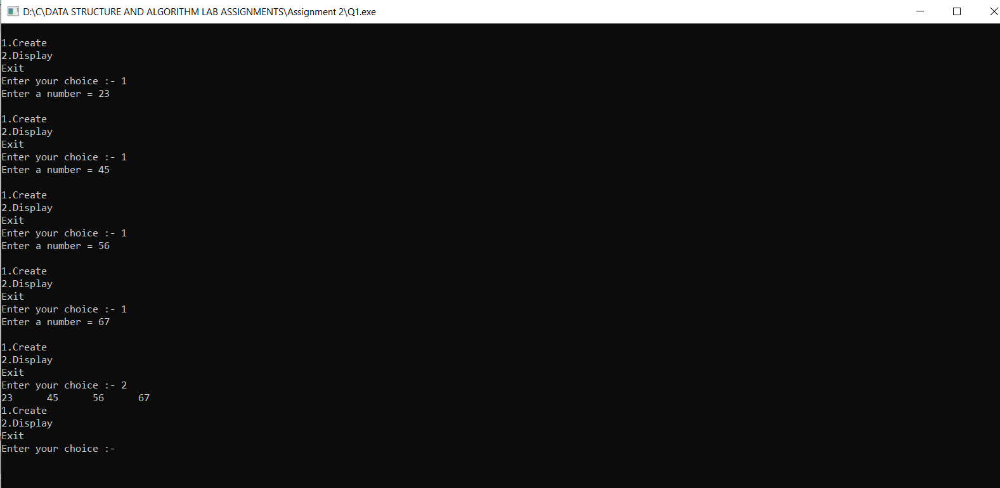 D:\C\DATA STRUCTURE AND ALGORITHM LAB ASSIGNMENTS\Assignment 2\Q1.exe
1.Create
2.Display
Exit
Enter your choice :- 1
Enter a number = 23
1.Create
2.Display
Exit
Enter your choice :- 1
Enter a number = 45
1.Create
2.Display
Exit
Enter your choice :- 1
Enter a number = 56
1.Create
2.Display
Exit
Enter your choice :- 1
Enter a number = 67
1.Create
2.Display
Exit
Enter your choice :- 2
23      45      56      67
1.Create
2.Display
Exit
Enter your choice :-